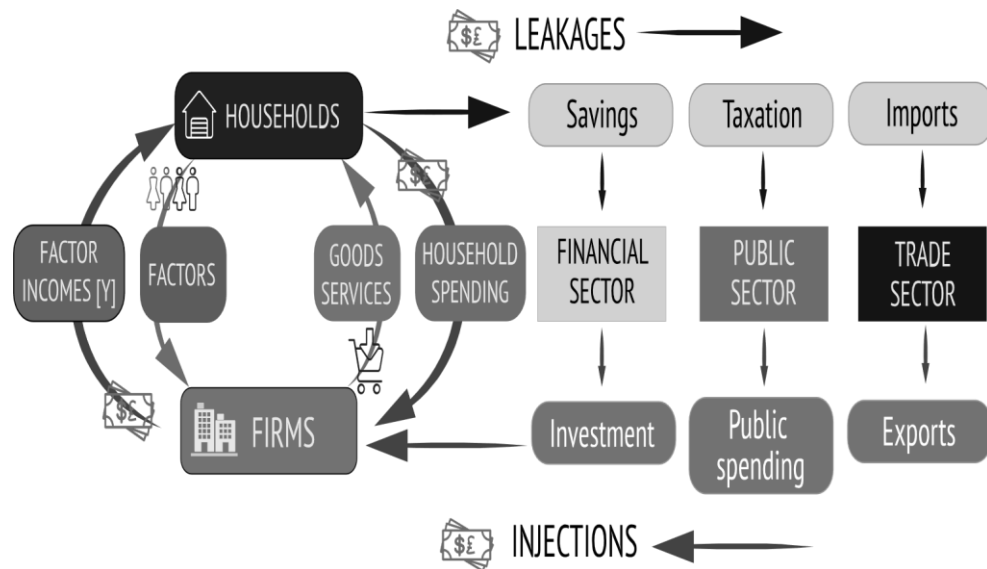 $£ LEAKAGES
HOUSEHOLDS
Savings
Taxation
Imports
$£
FACTOR
INCOMES [Y]
FACTORS
GOODS
SERVICES
HOUSEHOLD
SPENDING
FINANCIAL
SECTOR
PUBLIC
SECTOR
TRADE
SECTOR
$£
FIRMS
Investment
Public
spending
Exports
$£ INJECTIONS